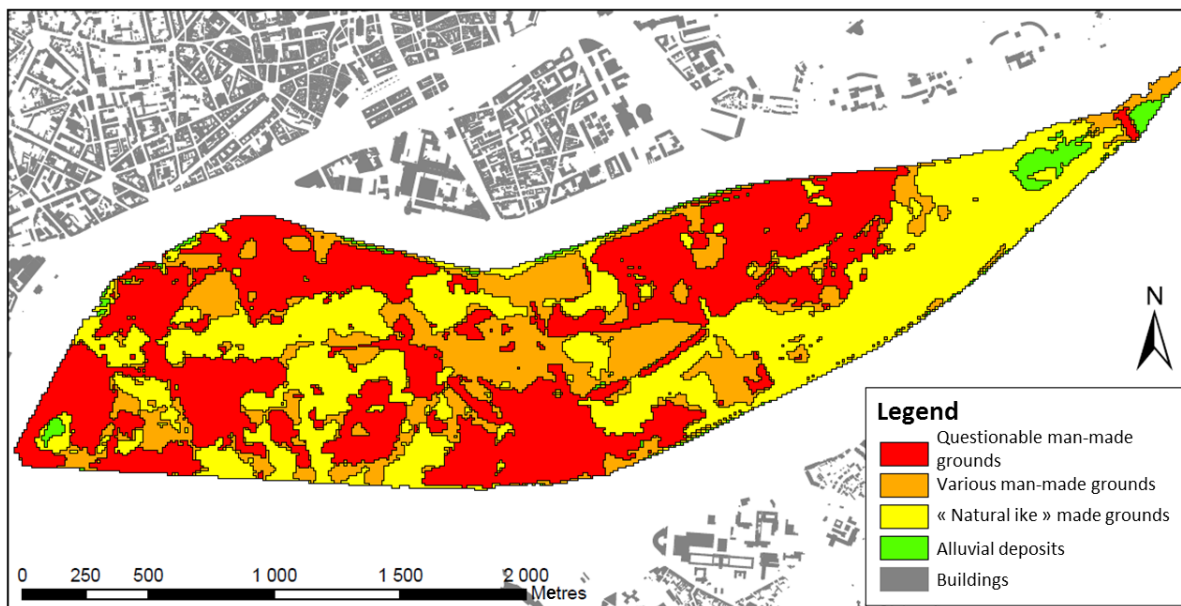 N
Legend
Questionable man-made
grounds
Various man-made grounds
« Natural ike » made grounds
Alluvial deposits
Buildings
0 250 500 1 000 1 500 2 000
Metres